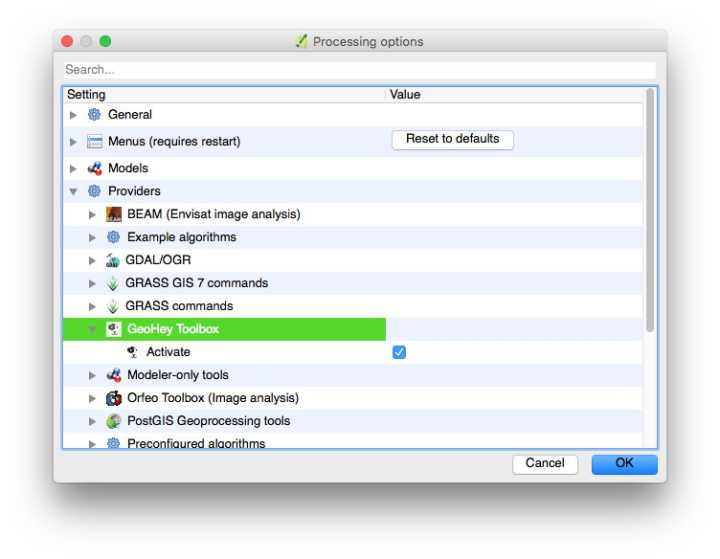 Processing options
Search...
Setting Value
General
Menus (requires restart) Reset to defaults
Models
Providers
BEAM (Envisat image analysis)
Example algorithms
GDAL/OGR
GRASS GIS 7 commands
GRASS commands
GeoHey Toolbox
Activate
Modeler-only tools
Orfeo Toolbox (Image analysis)
PostGIS Geoprocessing tools
Preconfigured algorithms
Cancel OK